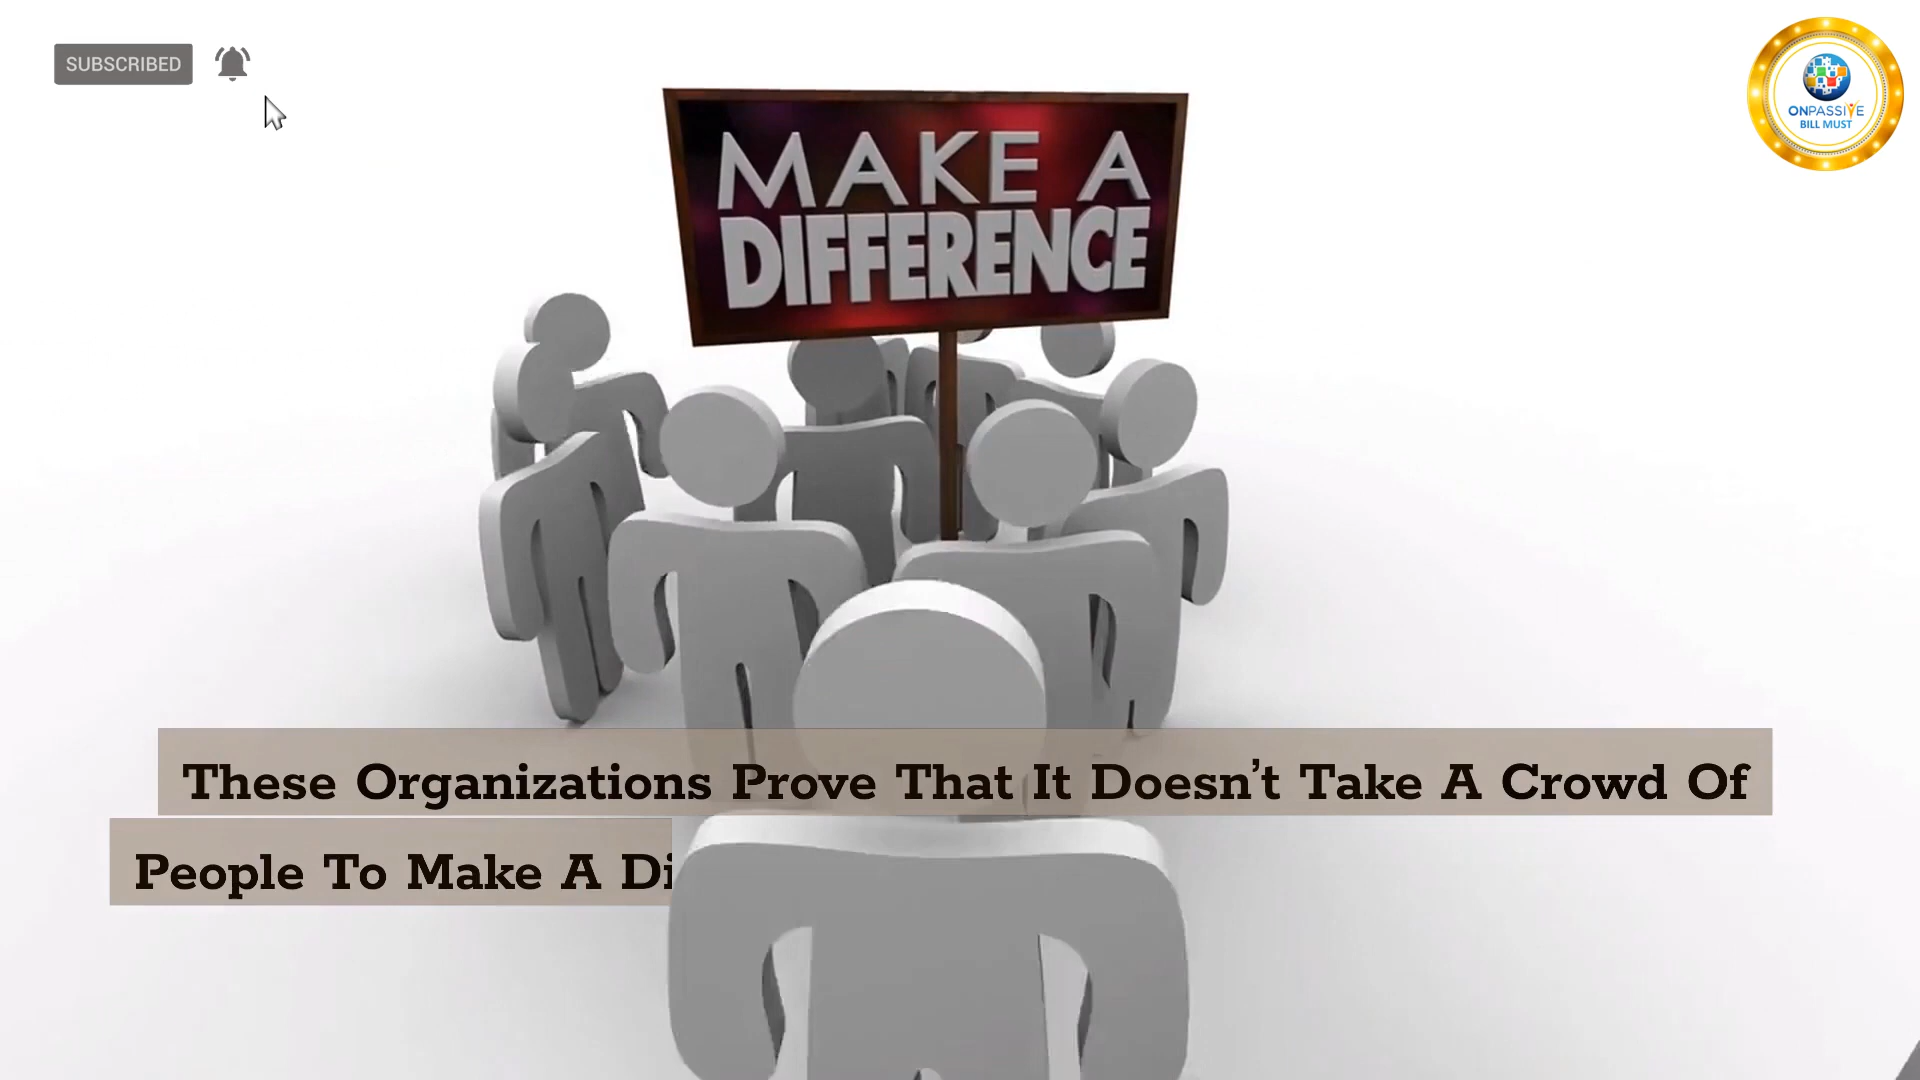 SUBSCRIBED
ONPASSIVE
BILL MUST
MAKE A
DIFFERENCE
These Organizations Prove That It Doesn't Take A Crowd Of
People To Make A Di